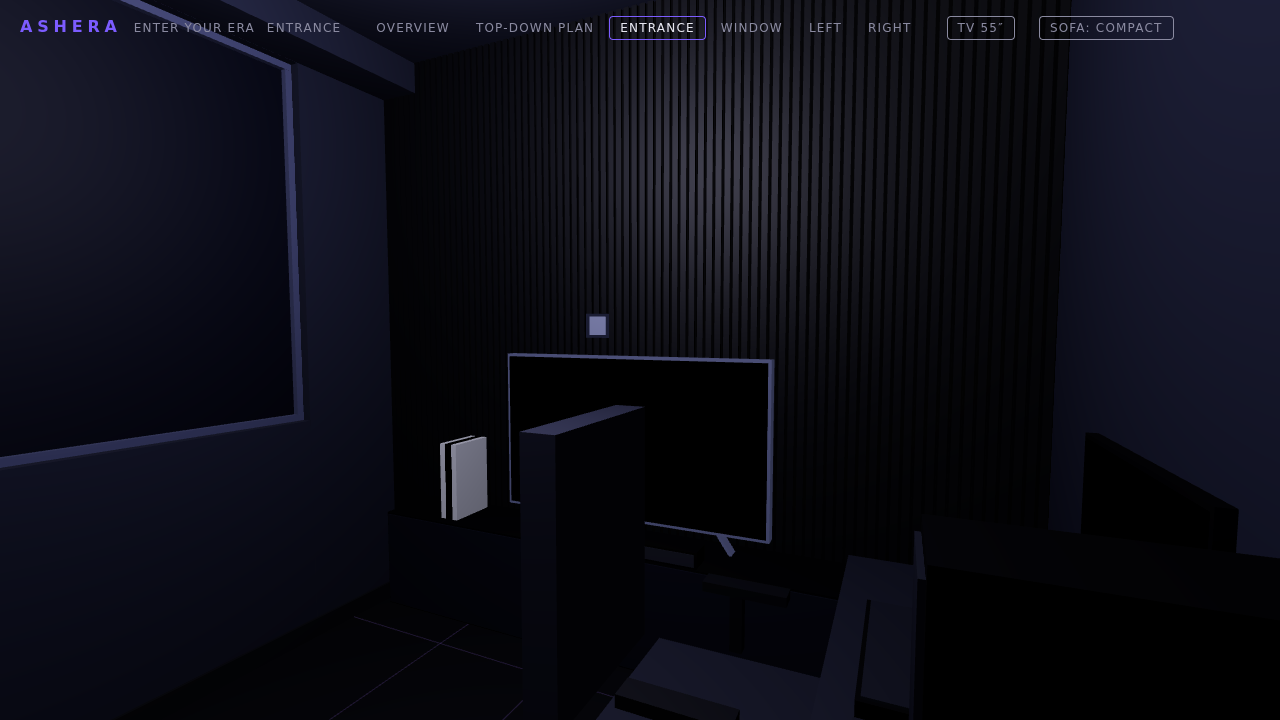 ASHERA ENTER YOUR ERA ENTRANCE OVERVIEW TOP-DOWN PLAN ENTRANCE WINDOW LEFT RIGHT TV 55″ SOFA: COMPACT